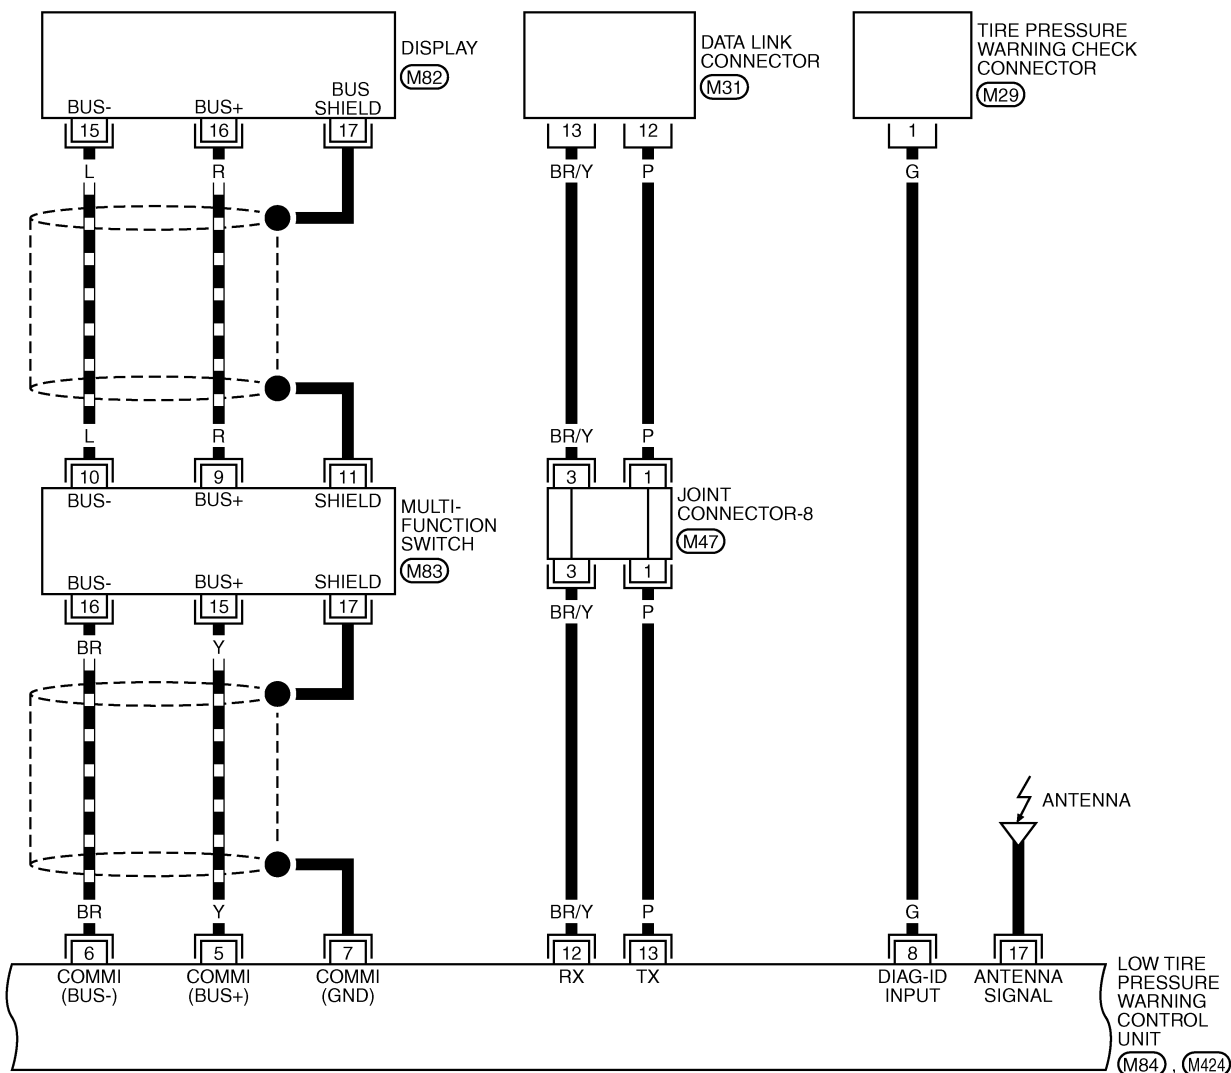 DISPLAY
M82
BUS-
BUS+
BUS
SHIELD
15
16
17
L
R
L
R
10
9
11
BUS-
BUS+
SHIELD
MULTI-
FUNCTION
SWITCH
M83
BUS-
BUS+
SHIELD
16
15
17
BR
Y
BR
Y
6
5
7
COMMI
(BUS-)
COMMI
(BUS+)
COMMI
(GND)
DATA LINK
CONNECTOR
M31
13
12
BR/Y
P
BR/Y
P
3
1
JOINT
CONNECTOR-8
M47
3
1
BR/Y
P
BR/Y
P
12
13
RX
TX
TIRE PRESSURE
WARNING CHECK
CONNECTOR
M29
1
G
G
8
DIAG-ID
INPUT
ANTENNA
17
ANTENNA
SIGNAL
LOW TIRE
PRESSURE
WARNING
CONTROL
UNIT
M84 , M424